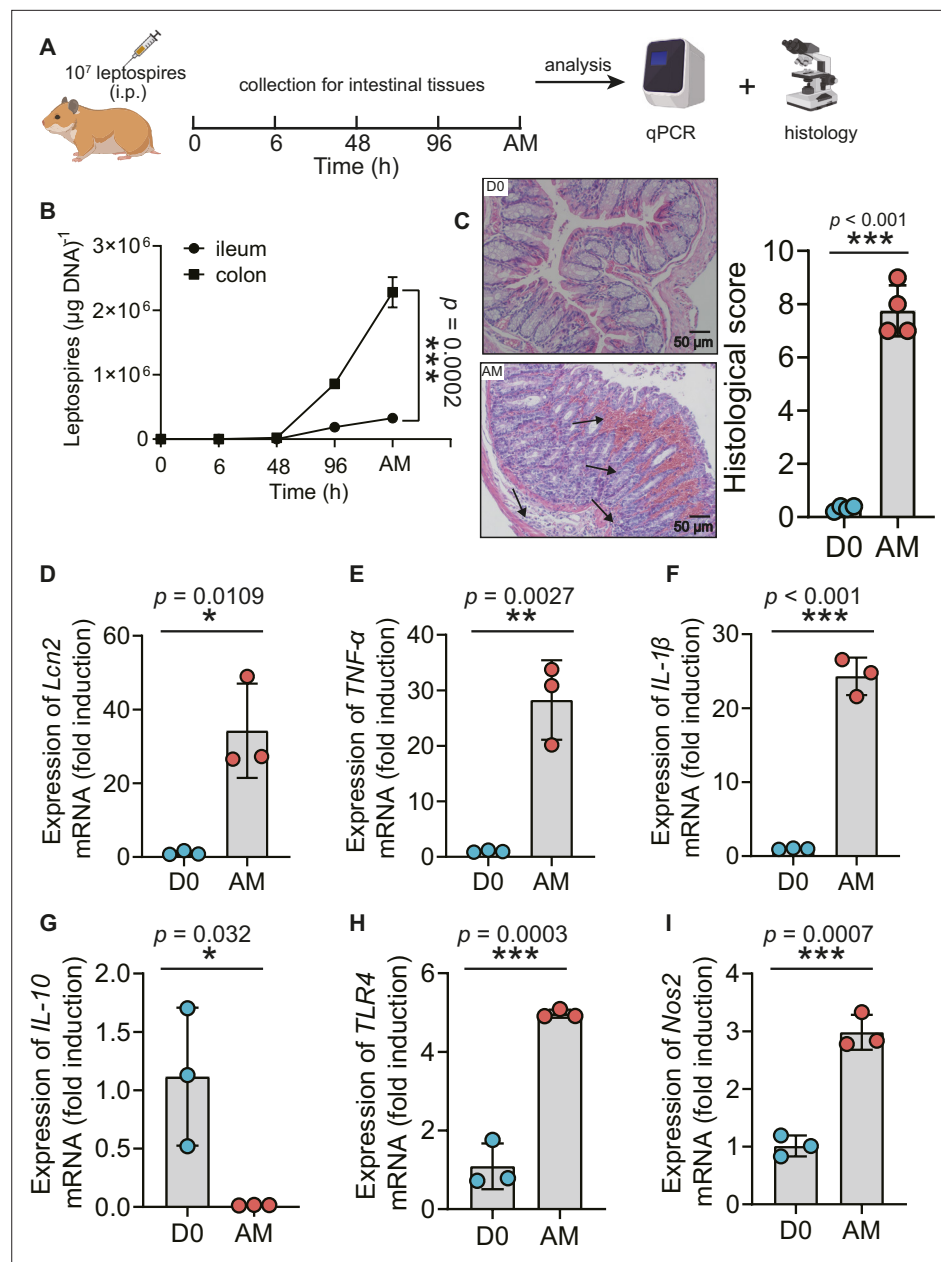 A
10⁷ leptospires
(i.p.)
collection for intestinal tissues
analysis
0 6 48 96 AM
Time (h)
qPCR
+
histology
B
Leptospires (µg DNA)⁻¹
3×10⁶
2×10⁶
1×10⁶
0
ileum
colon
p = 0.0002
***
0 6 48 96 AM
Time (h)
C
D0
50 µm
AM
50 µm
p < 0.001
***
Histological score
10
8
6
4
2
0
D0 AM
D
p = 0.0109
*
Expression of Lcn2
mRNA (fold induction)
60
40
20
0
D0 AM
E
p = 0.0027
**
Expression of TNF-α
mRNA (fold induction)
40
30
20
10
0
D0 AM
F
p < 0.001
***
Expression of IL-1β
mRNA (fold induction)
30
20
10
0
D0 AM
G
p = 0.032
*
Expression of IL-10
mRNA (fold induction)
2.0
1.5
1.0
0.5
0.0
D0 AM
H
p = 0.0003
***
Expression of TLR4
mRNA (fold induction)
6
4
2
0
D0 AM
I
p = 0.0007
***
Expression of Nos2
mRNA (fold induction)
4
3
2
1
0
D0 AM